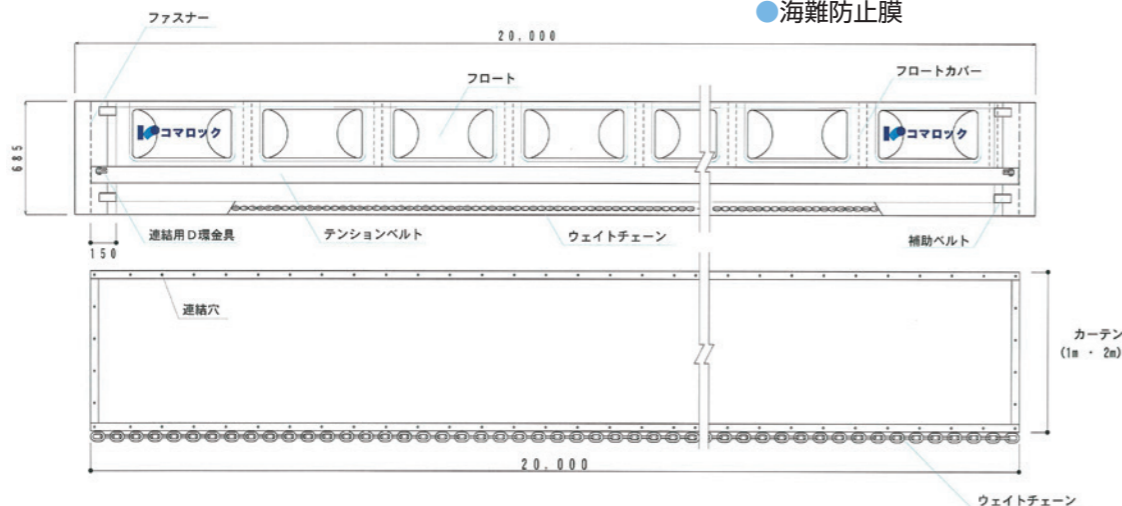 ●海難防止膜
ファスナー
20.000
フロート
フロートカバー
コマロック
コマロック
685
連結用D環金具
テンションベルト
ウェイトチェーン
補助ベルト
150
連結穴
カーテン
(1m ・ 2m)
20.000
ウェイトチェーン